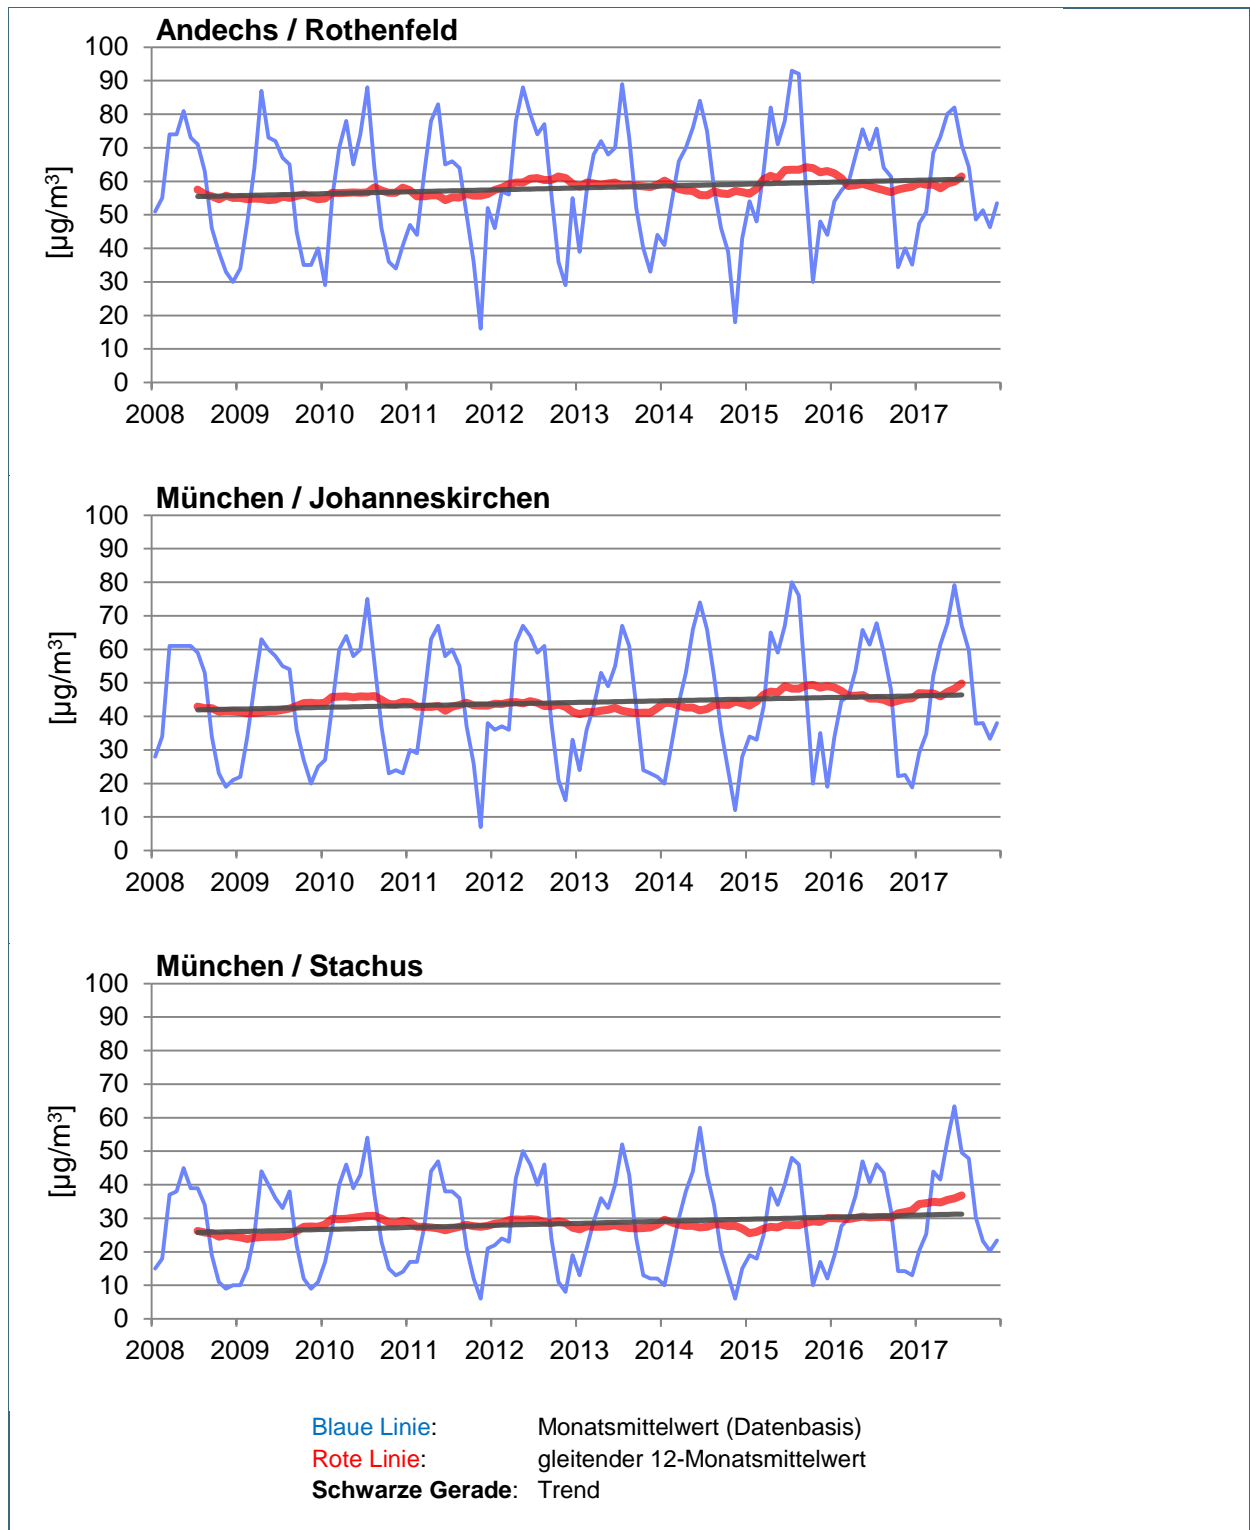 Andechs / Rothenfeld
100
90
80
70
60
50
40
30
20
10
0
[µg/m³]
2008 2009 2010 2011 2012 2013 2014 2015 2016 2017
München / Johanneskirchen
100
90
80
70
60
50
40
30
20
10
0
[µg/m³]
2008 2009 2010 2011 2012 2013 2014 2015 2016 2017
München / Stachus
100
90
80
70
60
50
40
30
20
10
0
[µg/m³]
2008 2009 2010 2011 2012 2013 2014 2015 2016 2017
Blaue Linie: Monatsmittelwert (Datenbasis)
Rote Linie: gleitender 12-Monatsmittelwert
Schwarze Gerade: Trend